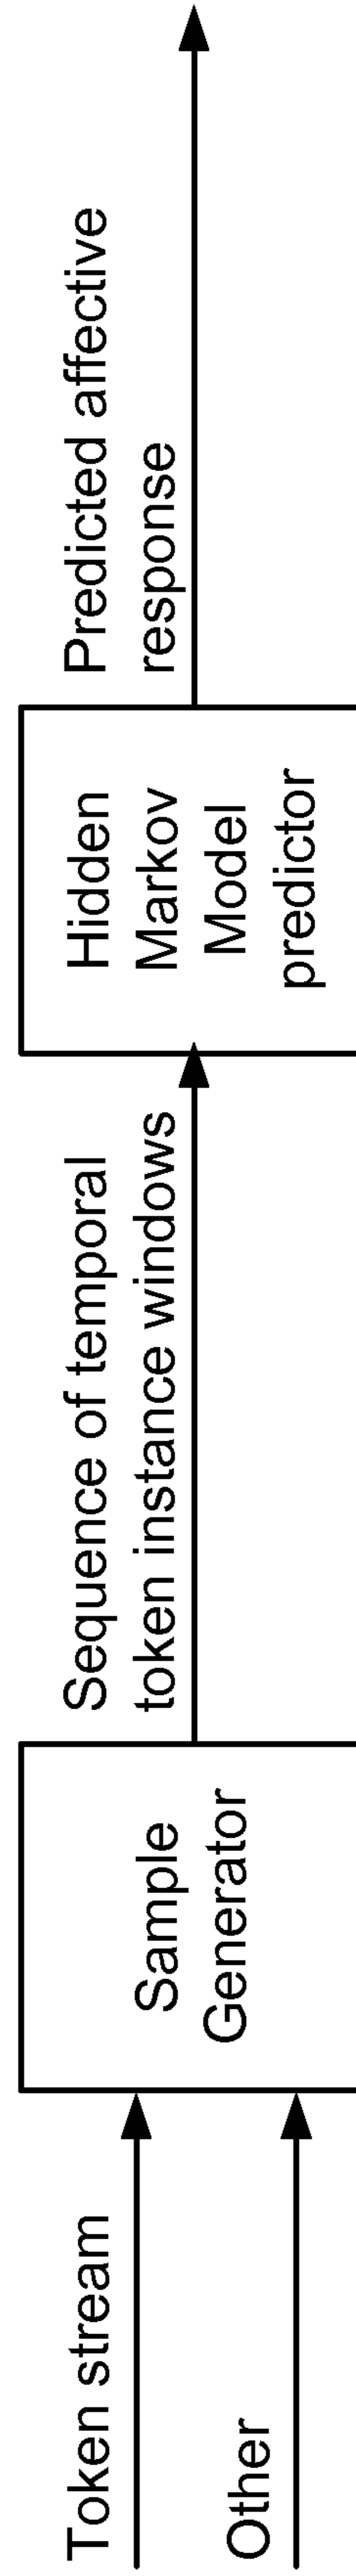 Token stream
Other
Sample
Generator
Sequence of temporal
token instance windows
Hidden
Markov
Model
predictor
Predicted affective
response